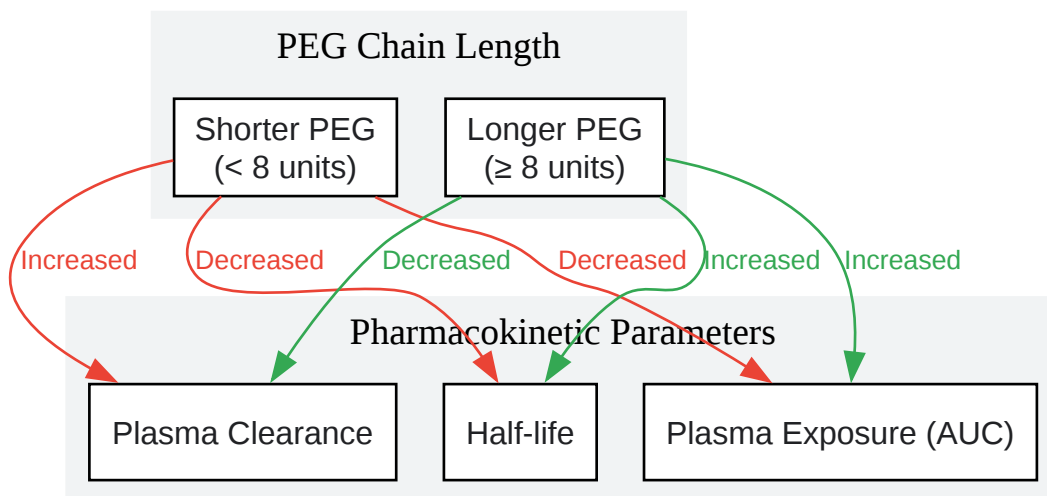 PEG Chain Length
Shorter PEG
(< 8 units)
Longer PEG
(≥ 8 units)
Increased
Decreased
Decreased
Decreased
Increased
Increased
Pharmacokinetic Parameters
Plasma Clearance
Half-life
Plasma Exposure (AUC)